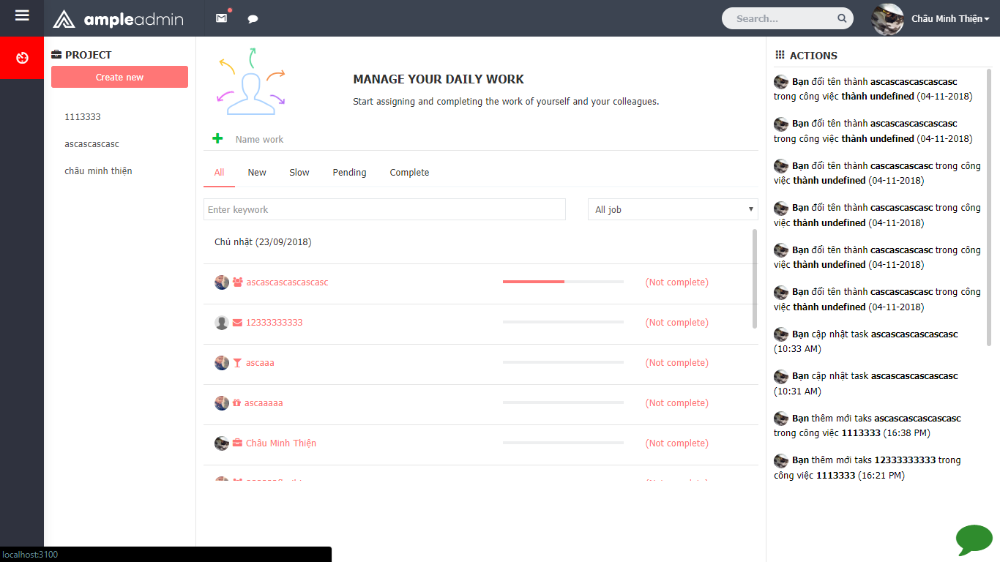 ampleadmin
Search...
Châu Minh Thiện
PROJECT
Create new
1113333
ascascascasc
châu minh thiện
MANAGE YOUR DAILY WORK
Start assigning and completing the work of yourself and your colleagues.
Name work
All New Slow Pending Complete
Enter keywork
All job
Chủ nhật (23/09/2018)
ascascascascascasc (Not complete)
12333333333 (Not complete)
ascaaa (Not complete)
ascaaaaa (Not complete)
Châu Minh Thiện (Not complete)
ACTIONS
Bạn đổi tên thành ascascascascascasc
trong công việc thành undefined (04-11-2018)
Bạn đổi tên thành ascascascascascasc
trong công việc thành undefined (04-11-2018)
Bạn đổi tên thành cascascascasc trong công
việc thành undefined (04-11-2018)
Bạn đổi tên thành cascascascasc trong công
việc thành undefined (04-11-2018)
Bạn đổi tên thành cascascascasc trong công
việc thành undefined (04-11-2018)
Bạn đổi tên thành cascascascasc trong công
việc thành undefined (04-11-2018)
Bạn cập nhật task ascascascascascasc
(10:33 AM)
Bạn cập nhật task ascascascascascasc
(10:31 AM)
Bạn thêm mới taks ascascascascascasc
trong công việc 1113333 (16:38 PM)
Bạn thêm mới taks 12333333333 trong
công việc 1113333 (16:21 PM)
localhost:3100